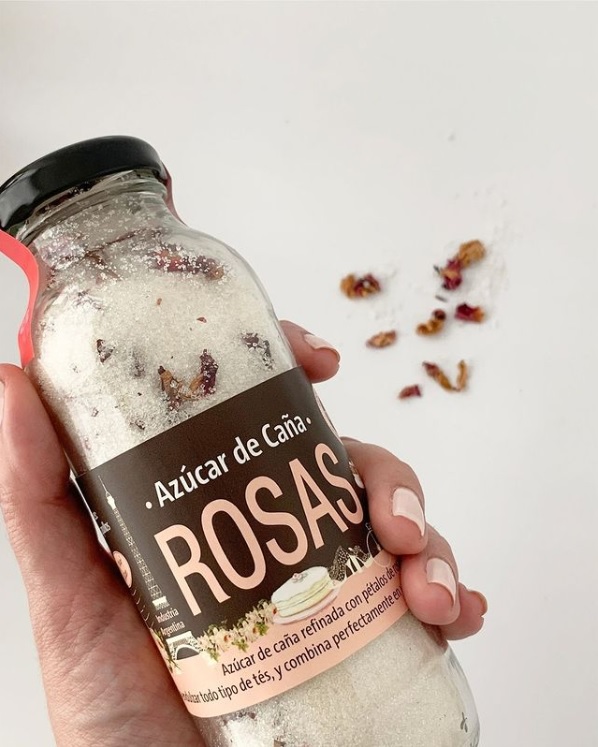 · Azúcar de Caña ·
ROSAS
Industria
Argentina
Azúcar de caña refinada con pétalos de
endulzar todo tipo de tés, y combina perfectamente en